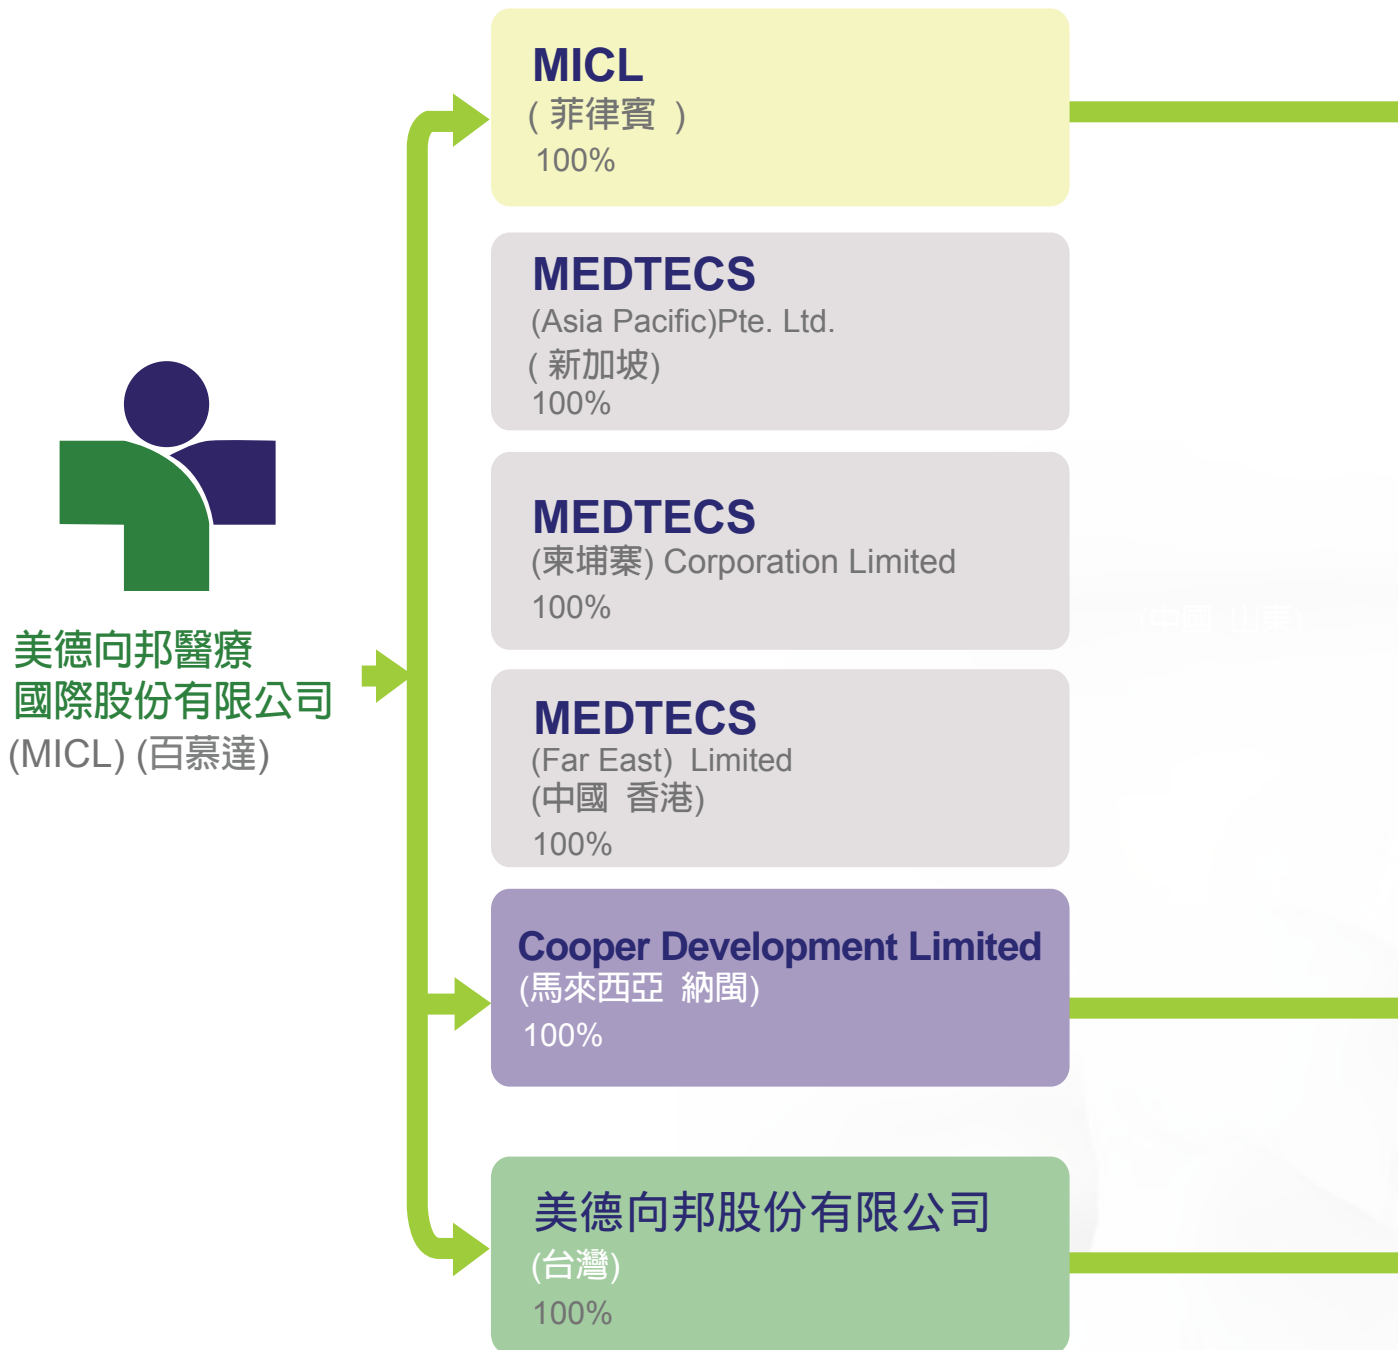 美德向邦醫療
國際股份有限公司
(MICL) (百慕達)
MICL
( 菲律賓 )
100%
MEDTECS
(Asia Pacific)Pte. Ltd.
( 新加坡)
100%
MEDTECS
(柬埔寨) Corporation Limited
100%
MEDTECS
(Far East) Limited
(中國 香港)
100%
Cooper Development Limited
(馬來西亞 納閩)
100%
美德向邦股份有限公司
(台灣)
100%